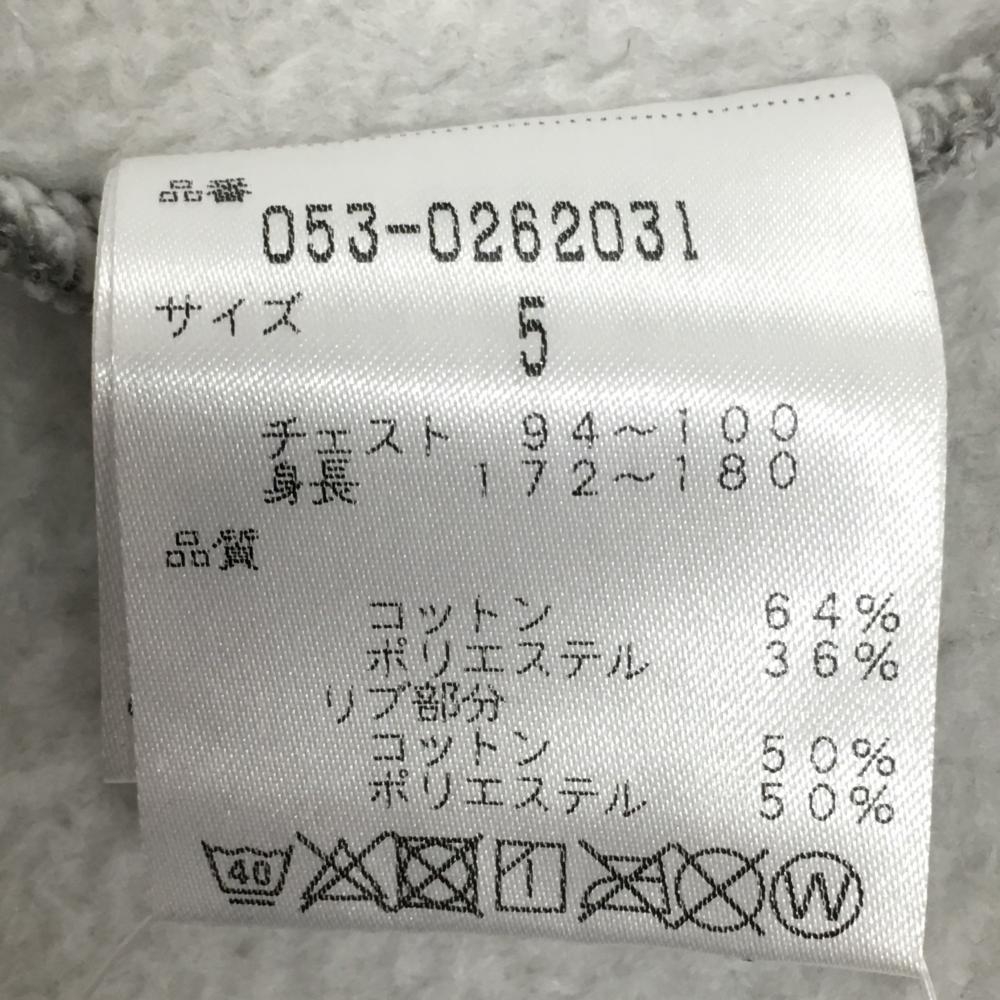 品番
053-0262031
サイズ 5
チェスト 94～100
身長 172～180
品質
コットン 64%
ポリエステル 36%
リブ部分
コットン 50%
ポリエステル 50%
40 W